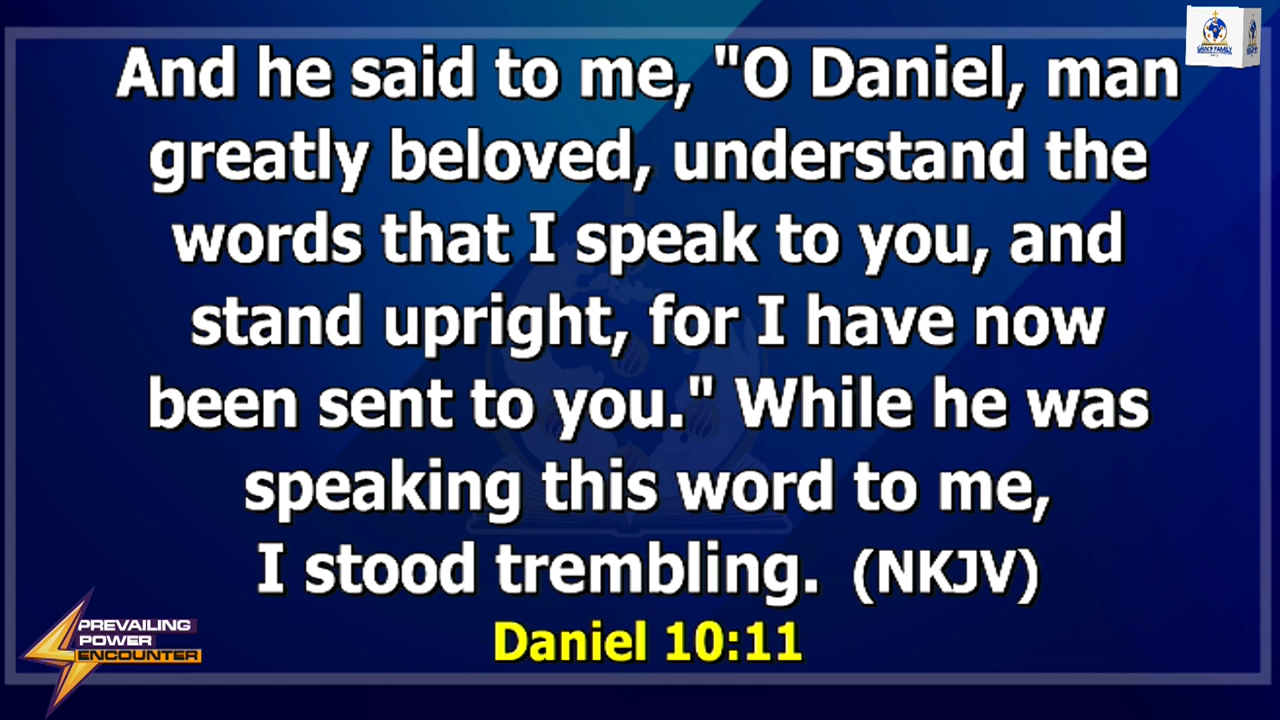 GRACE FAMILY
And he said to me, "O Daniel, man
greatly beloved, understand the
words that I speak to you, and
stand upright, for I have now
been sent to you." While he was
speaking this word to me,
I stood trembling. (NKJV)
Daniel 10:11
PREVAILING
POWER
ENCOUNTER